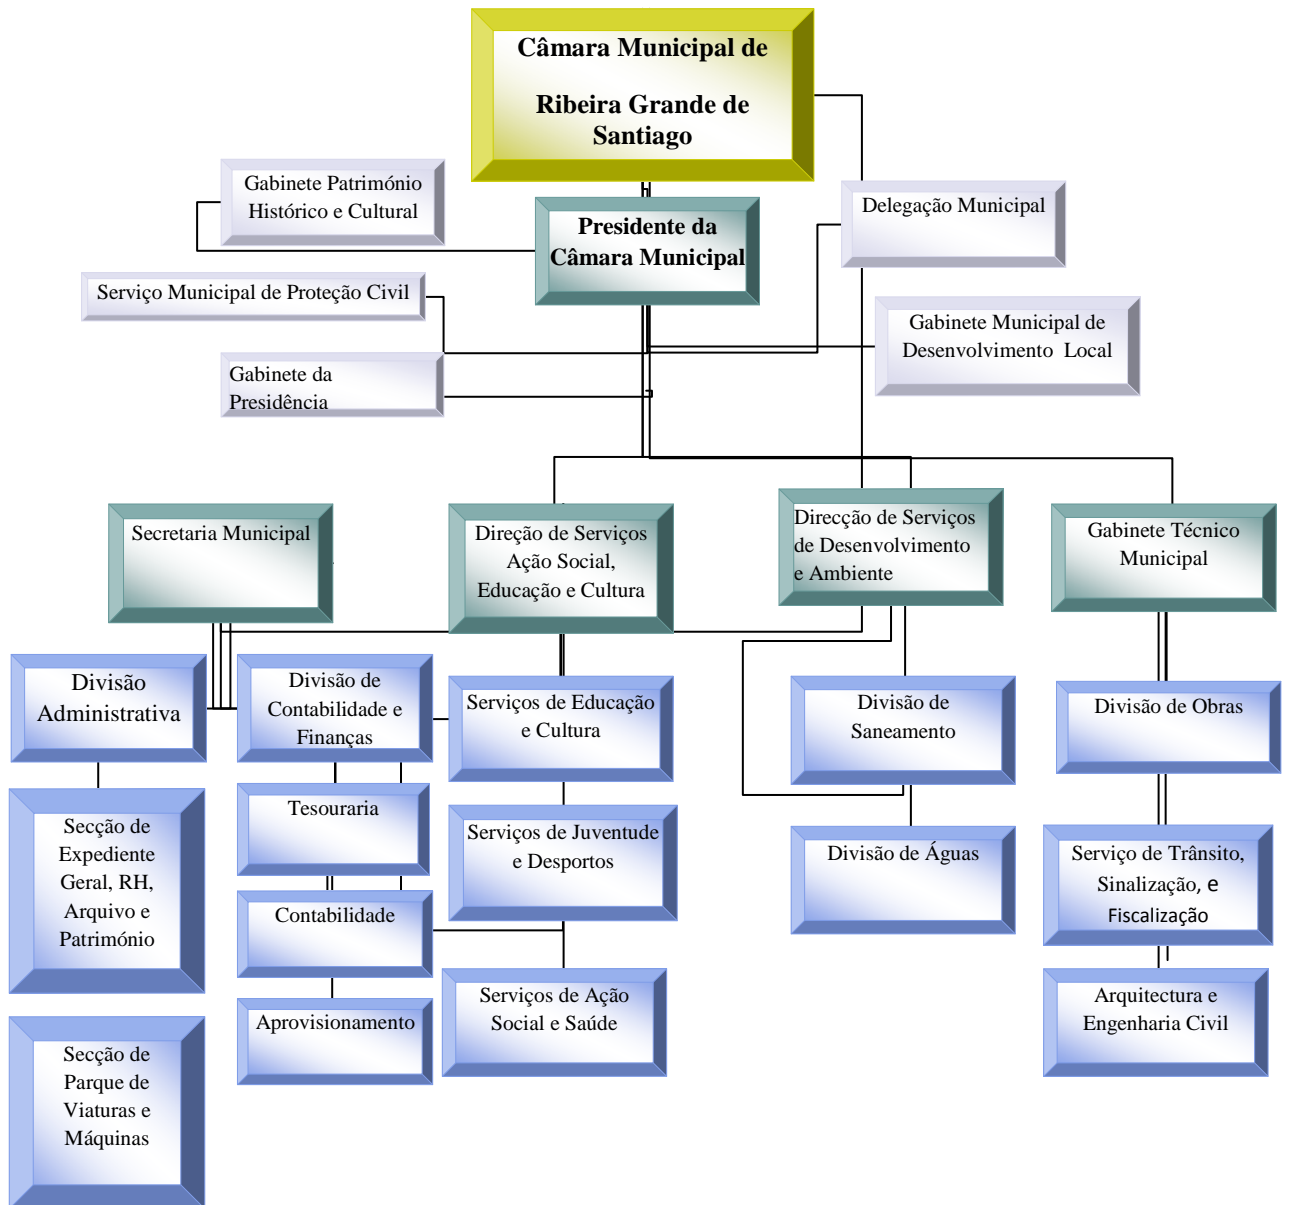 Câmara Municipal de
Ribeira Grande de
Santiago
Gabinete Património
Histórico e Cultural
Delegação Municipal
Presidente da
Câmara Municipal
Serviço Municipal de Proteção Civil
Gabinete Municipal de
Desenvolvimento Local
Gabinete da
Presidência
Secretaria Municipal
Direção de Serviços
Ação Social,
Educação e Cultura
Direcção de Serviços
de Desenvolvimento
e Ambiente
Gabinete Técnico
Municipal
Divisão
Administrativa
Divisão de
Contabilidade e
Finanças
Serviços de Educação
e Cultura
Divisão de
Saneamento
Divisão de Obras
Secção de
Expediente
Geral, RH,
Arquivo e
Património
Tesouraria
Serviços de Juventude
e Desportos
Divisão de Águas
Serviço de Trânsito,
Sinalização, e
Fiscalização
Contabilidade
Aprovisionamento
Serviços de Ação
Social e Saúde
Arquitectura e
Engenharia Civil
Secção de
Parque de
Viaturas e
Máquinas